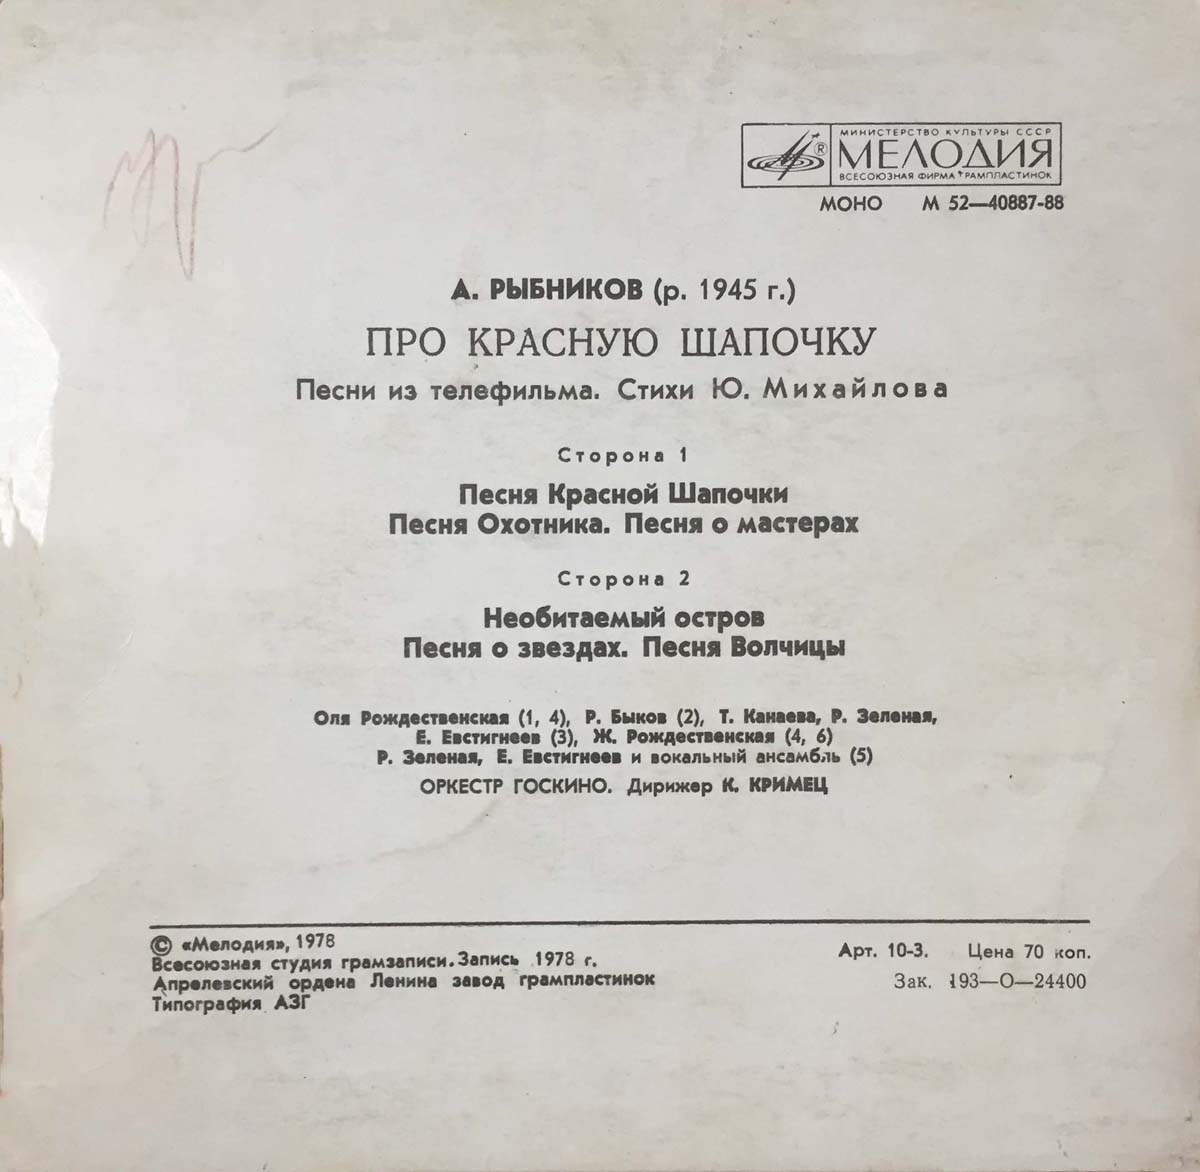 МИНИСТЕРСТВО КУЛЬТУРЫ СССР
® МЕЛОДИЯ
ВСЕСОЮЗНАЯ ФИРМА ГРАМПЛАСТИНОК
МОНО М 52—40887-88
А. РЫБНИКОВ (р. 1945 г.)
ПРО КРАСНУЮ ШАПОЧКУ
Песни из телефильма. Стихи Ю. Михайлова
Сторона 1
Песня Красной Шапочки
Песня Охотника. Песня о мастерах
Сторона 2
Необитаемый остров
Песня о звездах. Песня Волчицы
Оля Рождественская (1, 4), Р. Быков (2), Т. Канаева, Р. Зеленая,
Е. Евстигнеев (3), Ж. Рождественская (4, 6)
Р. Зеленая, Е. Евстигнеев и вокальный ансамбль (5)
ОРКЕСТР ГОСКИНО. Дирижер К. КРИМЕЦ
© «Мелодия», 1978
Всесоюзная студия грамзаписи. Запись 1978 г.
Апрелевский ордена Ленина завод грампластинок
Типография АЗГ
Арт. 10-3. Цена 70 коп.
Зак. 193—О—24400